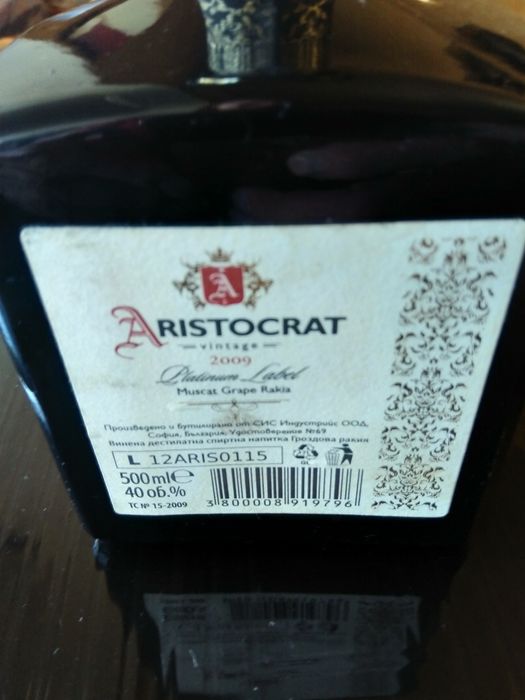 A
ARISTOCRAT
vintage
2009
Platinum Label
Muscat Grape Rakia
Произведено и бутилирано от СИС Индустрийс ООД,
София, България, Удостоверение №69
Винена дестилатна спиртна напитка Гроздова ракия
L 12ARIS0115
500ml℮
40 об.%
ТС № 15-2009
3 800008 919796